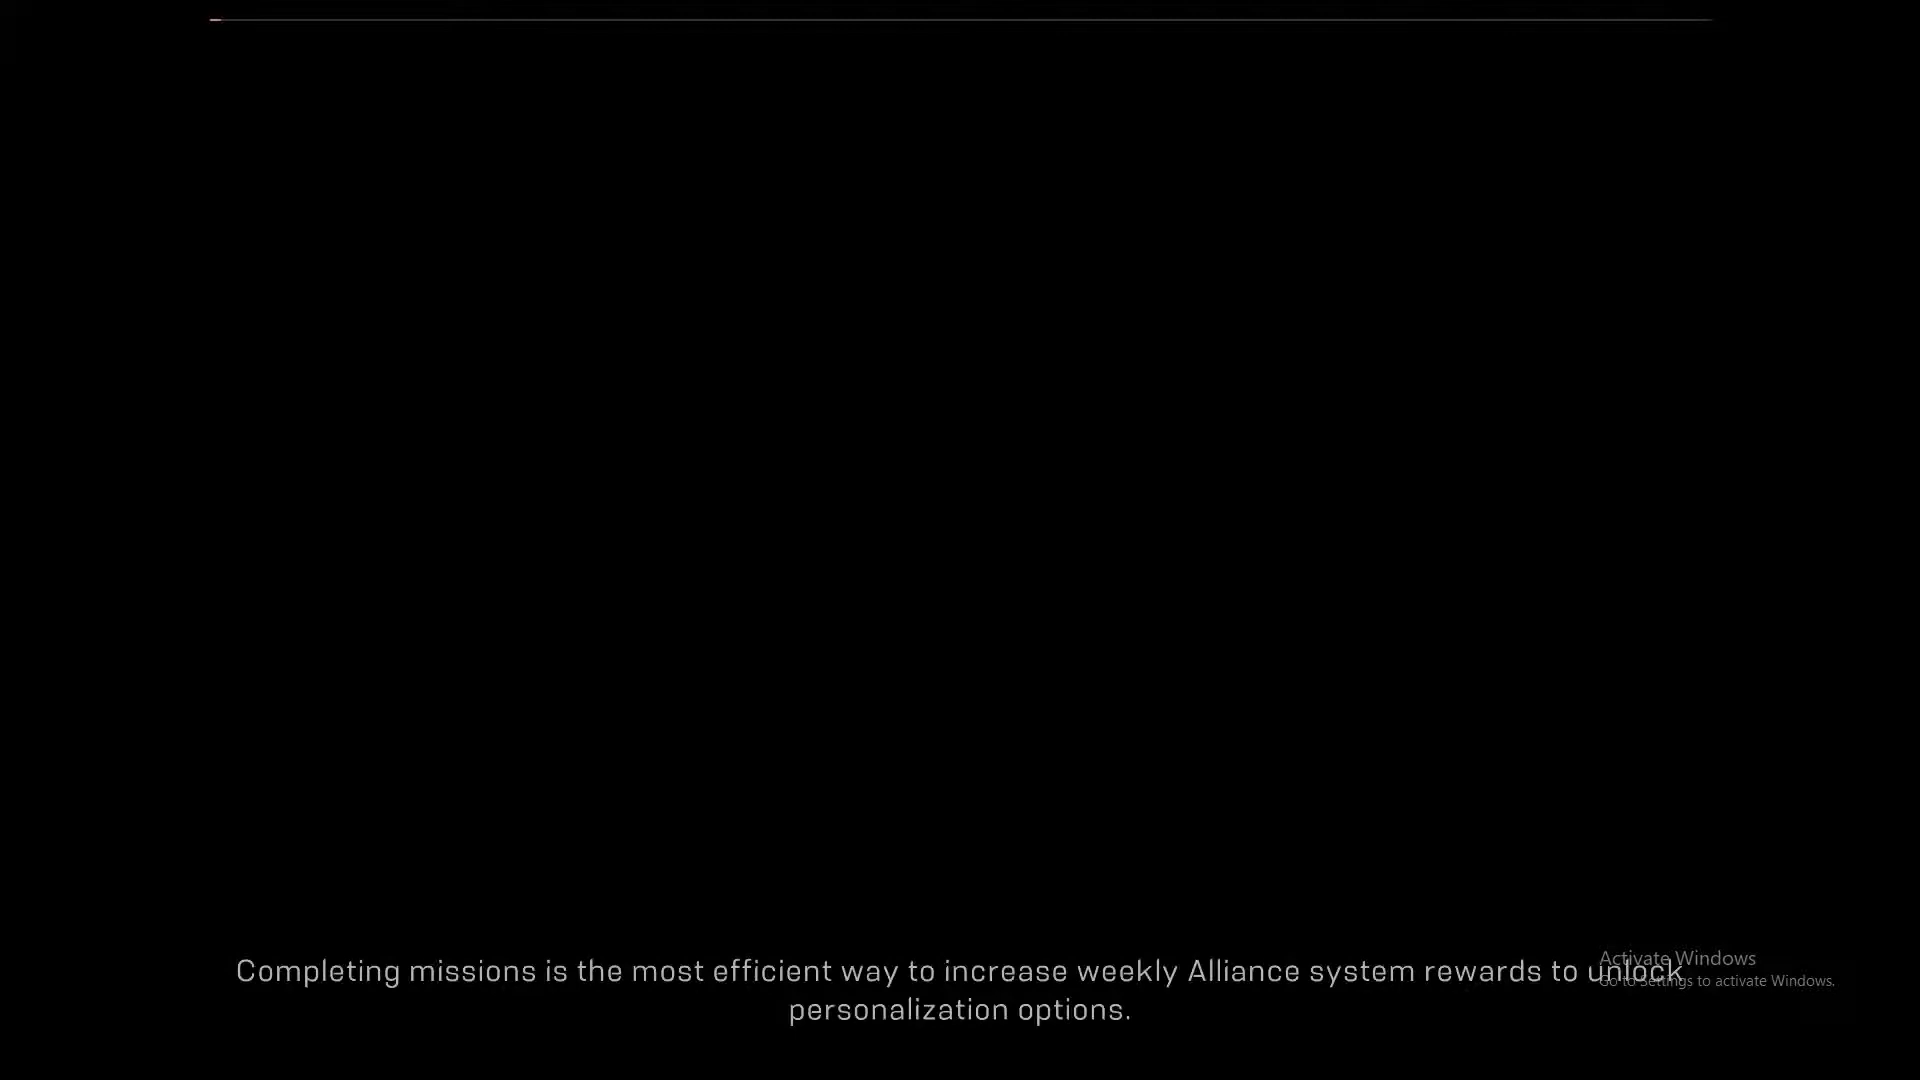 Completing missions is the most efficient way to increase weekly Alliance system rewards to unlock
personalization options.
Activate Windows
Go to Settings to activate Windows.